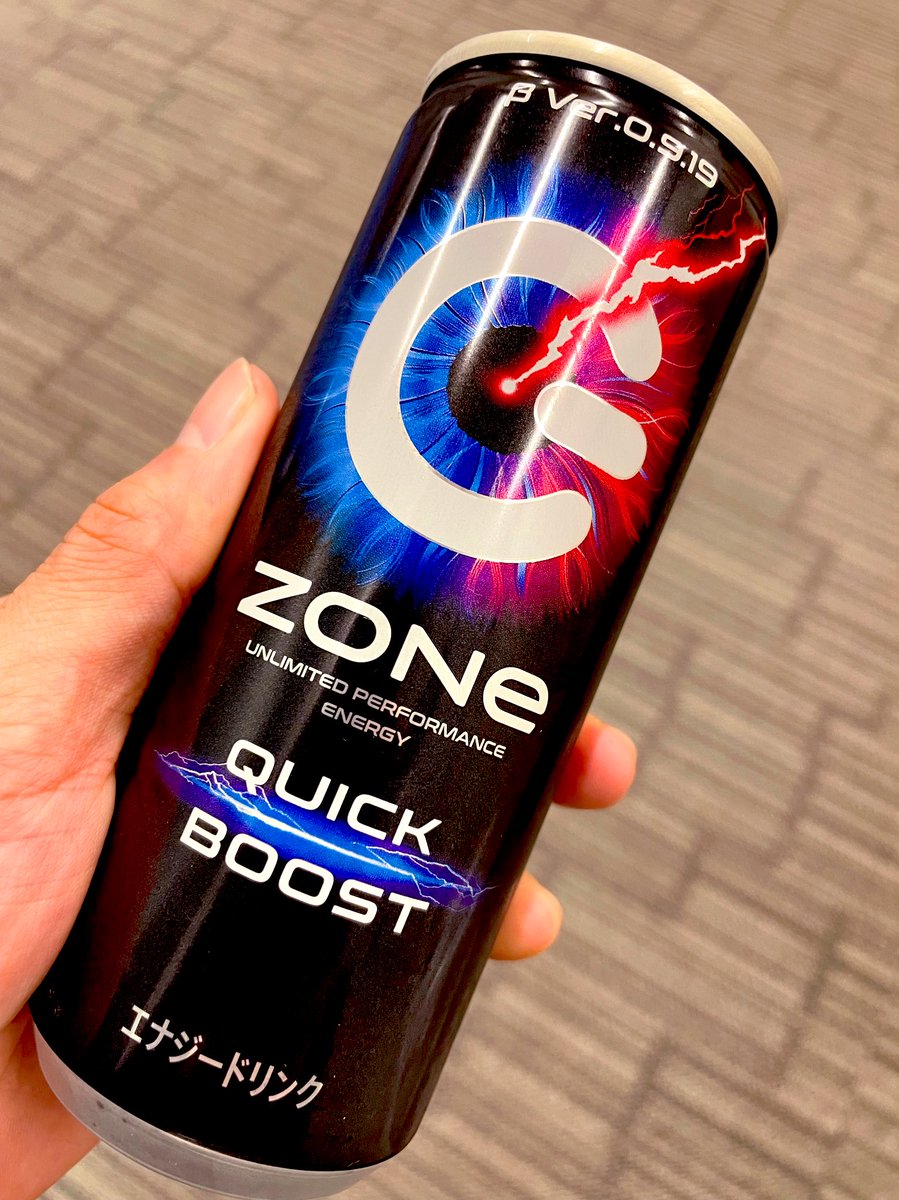 β Ver.0.9.19
ZONe
UNLIMITED PERFORMANCE
ENERGY
QUICK
BOOST
エナジードリンク